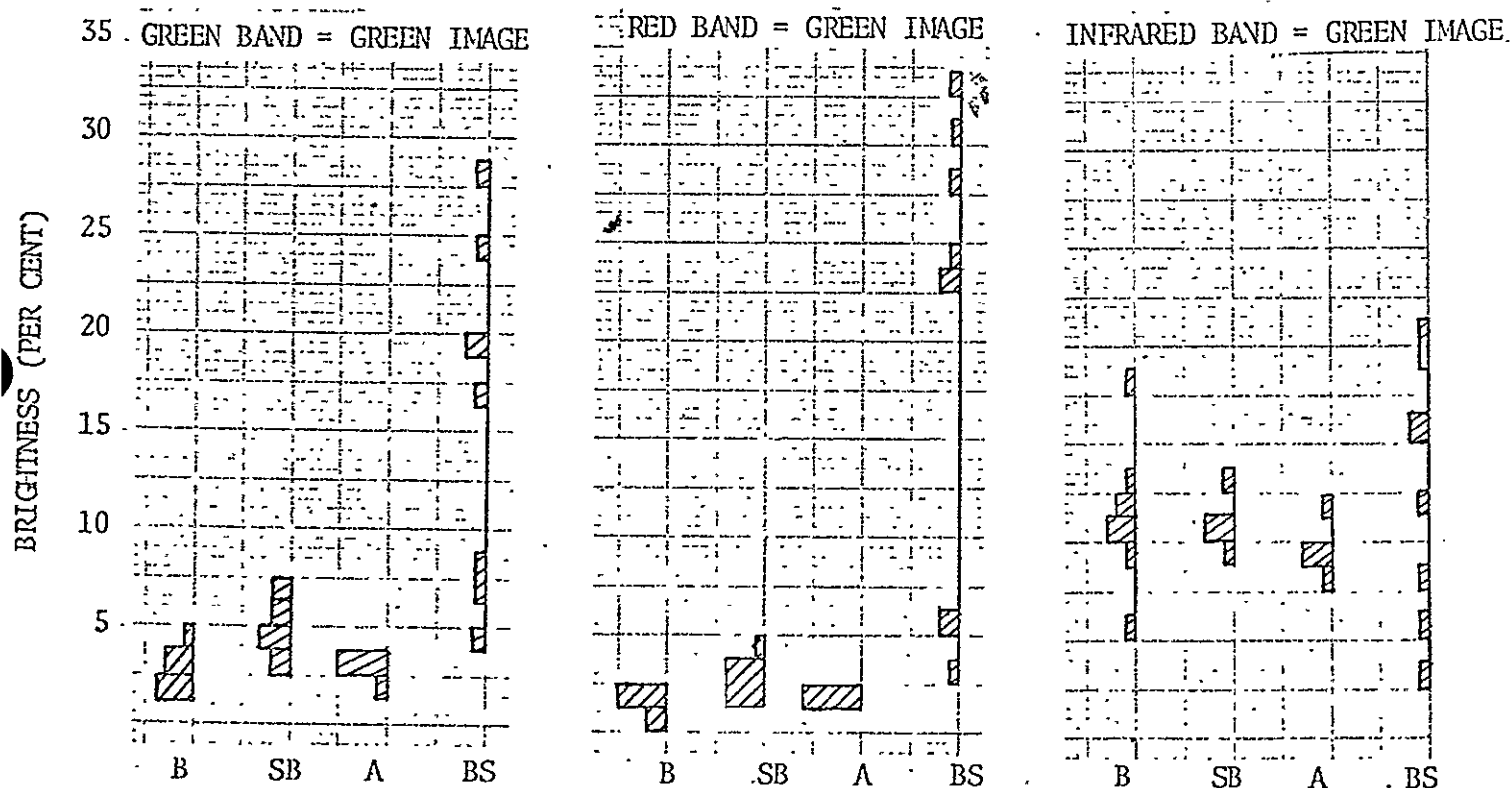 GREEN BAND = GREEN IMAGE
RED BAND = GREEN IMAGE
INFRARED BAND = GREEN IMAGE
BRIGHTNESS (PER CENT)
35
30
25
20
15
10
5
B SB A BS
B SB A BS
B SB A BS